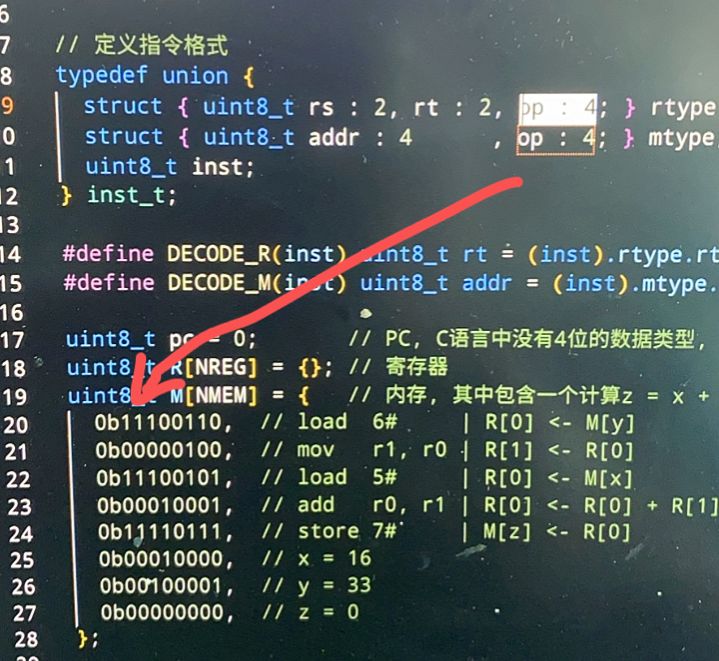 6
7 // 定义指令格式
8 typedef union {
9 struct { uint8_t rs : 2, rt : 2, op : 4; } rtype
0 struct { uint8_t addr : 4 , op : 4; } mtype
1 uint8_t inst;
12 } inst_t;
13
14 #define DECODE_R(inst) uint8_t rt = (inst).rtype.rt
15 #define DECODE_M(inst) uint8_t addr = (inst).mtype.
16
17 uint8_t pc = 0; // PC, C语言中没有4位的数据类型,
18 uint8_t R[NREG] = {}; // 寄存器
19 uint8_t M[NMEM] = { // 内存, 其中包含一个计算z = x +
20 0b11100110, // load 6# | R[0] <- M[y]
21 0b00000100, // mov r1, r0 | R[1] <- R[0]
22 0b11100101, // load 5# | R[0] <- M[x]
23 0b00010001, // add r0, r1 | R[0] <- R[0] + R[1]
24 0b11110111, // store 7# | M[z] <- R[0]
25 0b00010000, // x = 16
26 0b00100001, // y = 33
27 0b00000000, // z = 0
28 };